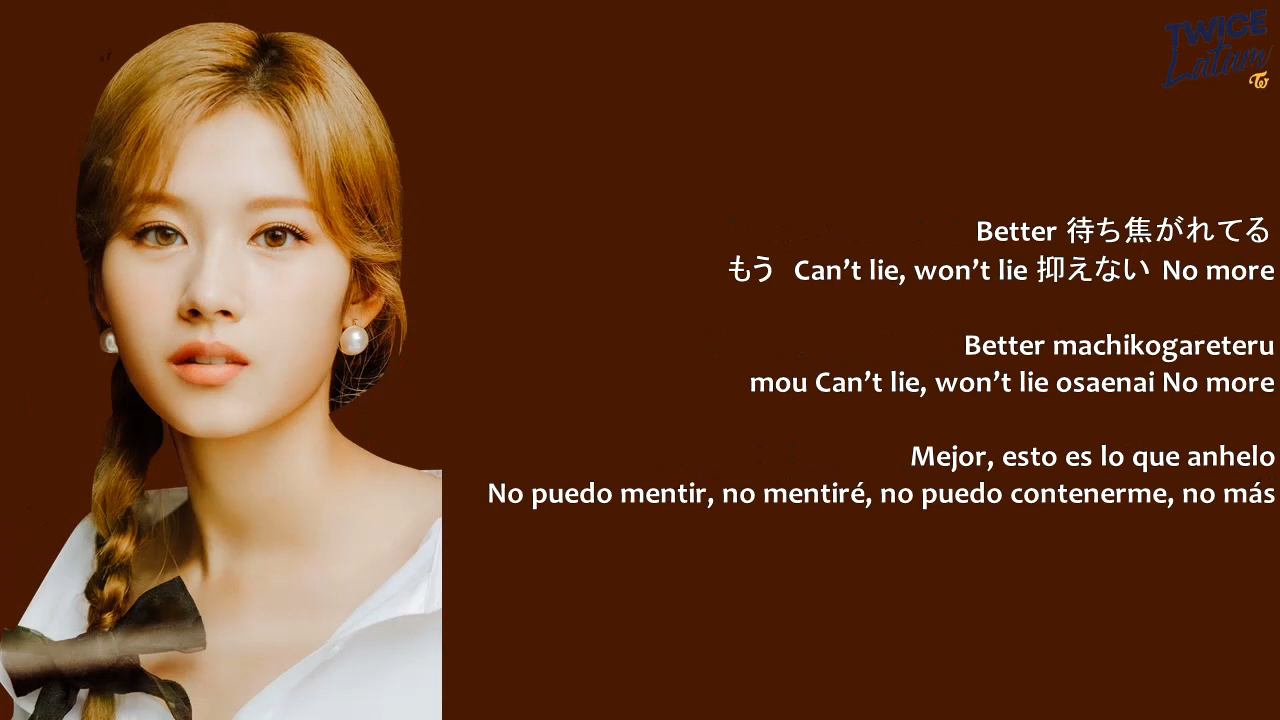 TWICE
Latam
TW
Better 待ち焦がれてる
もう Can’t lie, won’t lie 抑えない No more
Better machikogareteru
mou Can’t lie, won’t lie osaenai No more
Mejor, esto es lo que anhelo
No puedo mentir, no mentiré, no puedo contenerme, no más